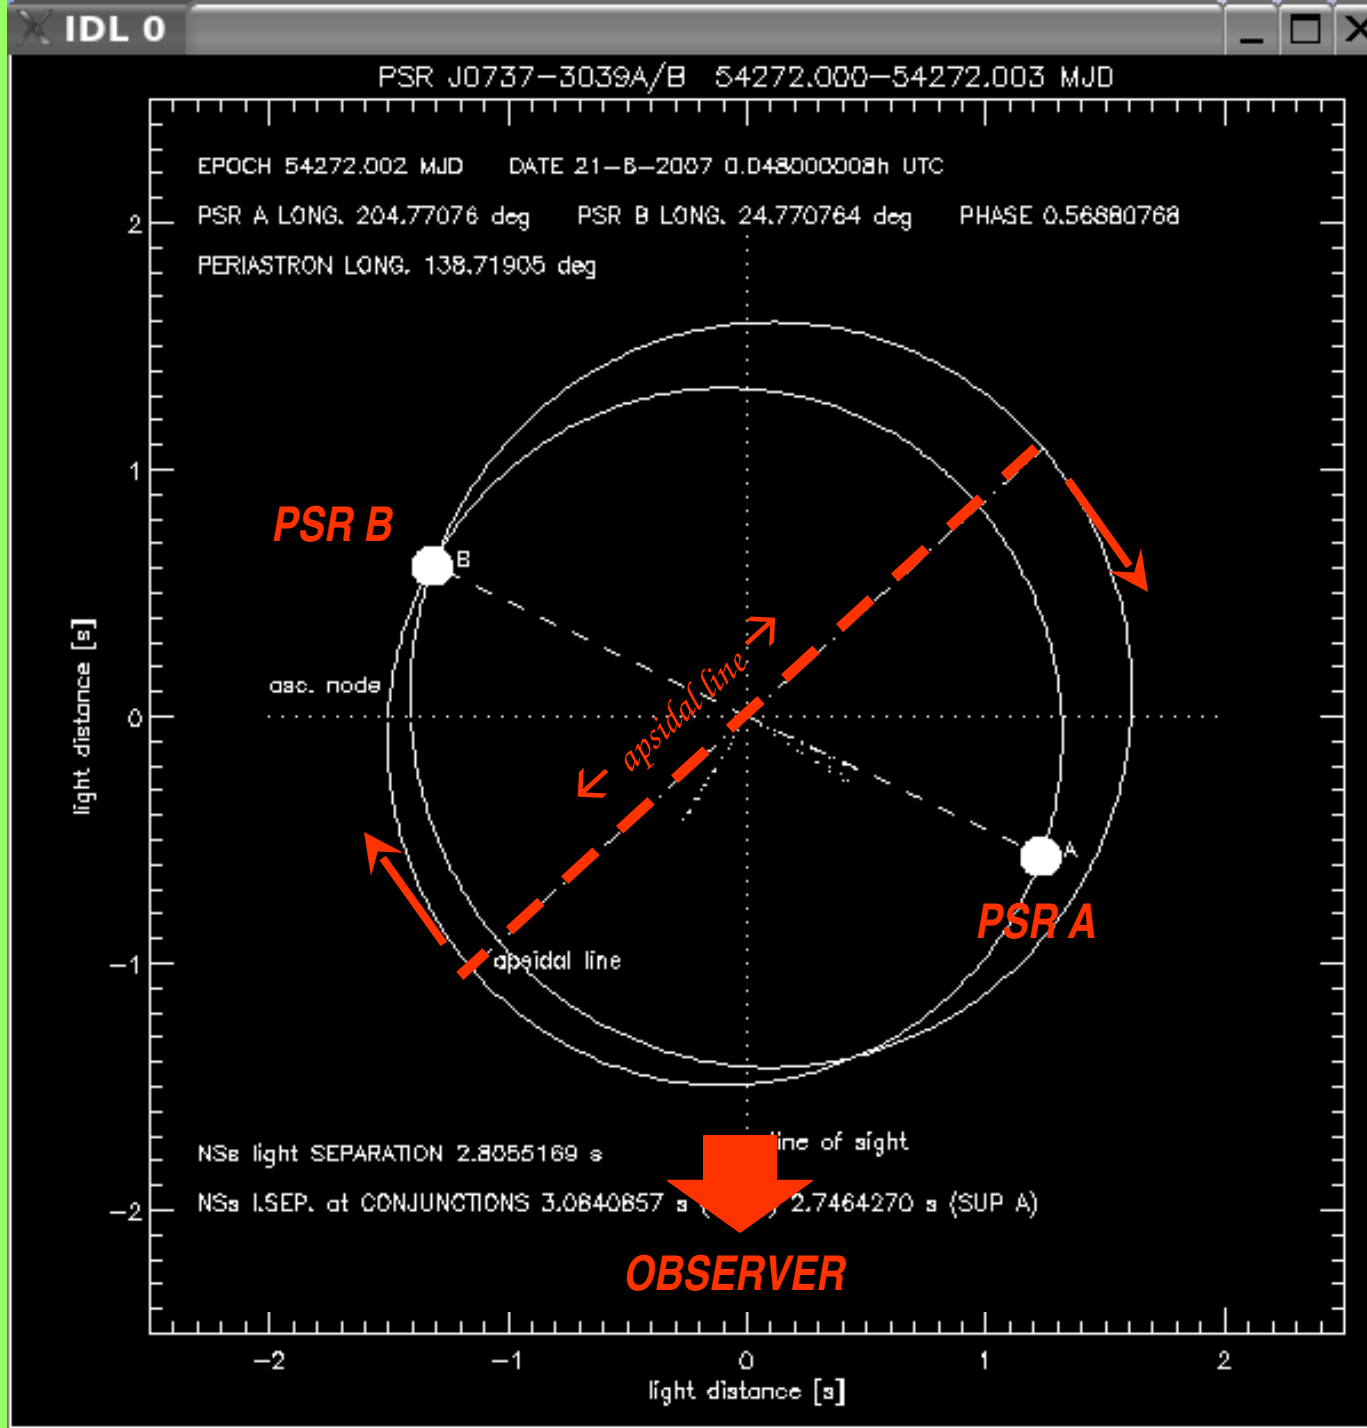 IDL 0
PSR J0737-3039A/B 54272.000-54272.003 MJD
EPOCH 54272.002 MJD DATE 21-6-2007 0.048000008h UTC
PSR A LONG. 204.77076 deg PSR B LONG. 24.770764 deg PHASE 0.56880768
PERIASTRON LONG. 138.71905 deg
2
1
0
-1
-2
light distance [s]
PSR B
B
asc. node
apsidal line
A
PSR A
apsidal line
line of sight
NSs light SEPARATION 2.8055169 s
NSs l.SEP. at CONJUNCTIONS 3.0640657 s 2.7464270 s (SUP A)
OBSERVER
-2 -1 0 1 2
light distance [s]